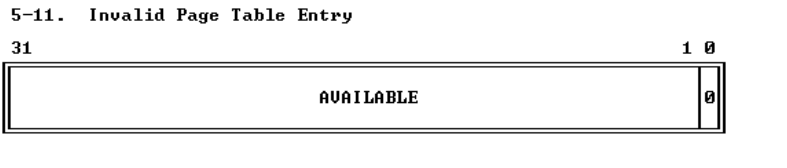 5-11. Invalid Page Table Entry
31 1 0
AVAILABLE 0